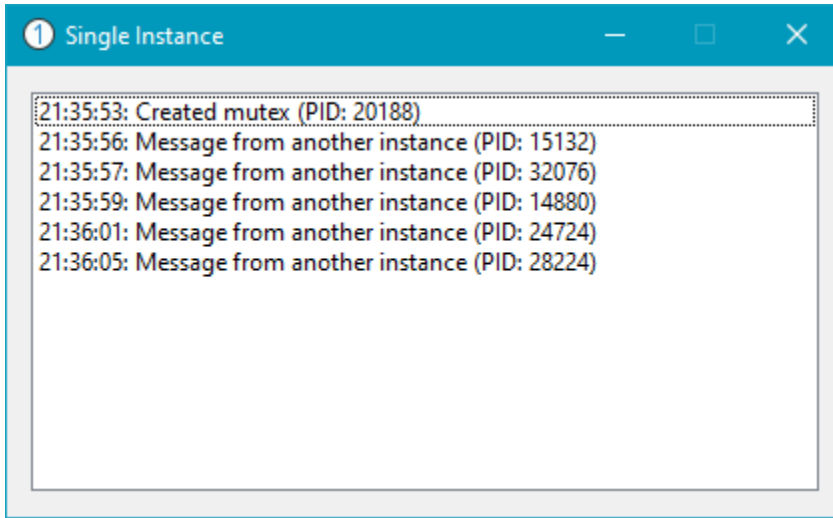 1 Single Instance
21:35:53: Created mutex (PID: 20188)
21:35:56: Message from another instance (PID: 15132)
21:35:57: Message from another instance (PID: 32076)
21:35:59: Message from another instance (PID: 14880)
21:36:01: Message from another instance (PID: 24724)
21:36:05: Message from another instance (PID: 28224)